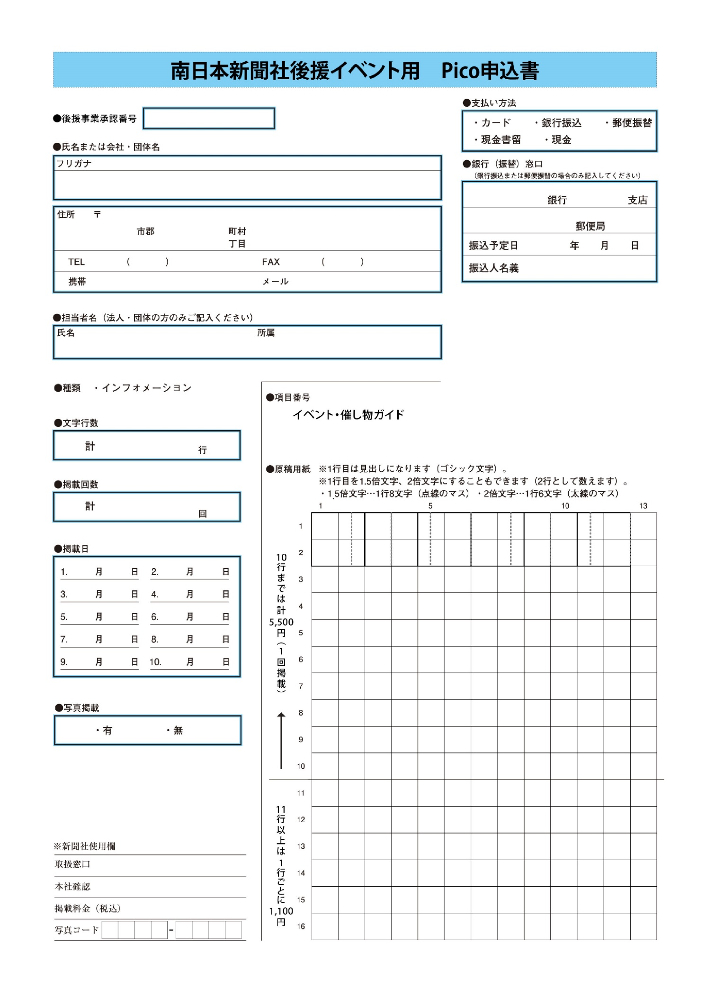 南日本新聞社後援イベント用　Pico申込書
●後援事業承認番号
●氏名または会社・団体名
フリガナ
住所　〒
市郡　町村
丁目
TEL　(　)　FAX　(　)
携帯　メール
●担当者名（法人・団体の方のみご記入ください）
氏名　所属
●支払い方法
・カード　・銀行振込　・郵便振替
・現金書留　・現金
●銀行（振替）窓口
（銀行振込または郵便振替の場合のみ記入してください）
銀行　支店
郵便局
振込予定日　年　月　日
振込人名義
●種類　・インフォメーション
●文字行数
計　行
●掲載回数
計　回
●掲載日
1.　月　日　2.　月　日
3.　月　日　4.　月　日
5.　月　日　6.　月　日
7.　月　日　8.　月　日
9.　月　日　10.　月　日
●写真掲載
・有　・無
※新聞社使用欄
取扱窓口
本社確認
掲載料金（税込）
写真コード　-
●項目番号
イベント・催し物ガイド
●原稿用紙　※1行目は見出しになります（ゴシック文字）。
※1行目を1.5倍文字、2倍文字にすることもできます（2行として数えます）。
・1.5倍文字…1行8文字（点線のマス）・2倍文字…1行6文字（太線のマス）
1　5　10　13
1
2
3
4
5
6
7
8
9
10
11
12
13
14
15
16
10行までは計5,500円（1回掲載）
11行以上は1行ごとに1,100円